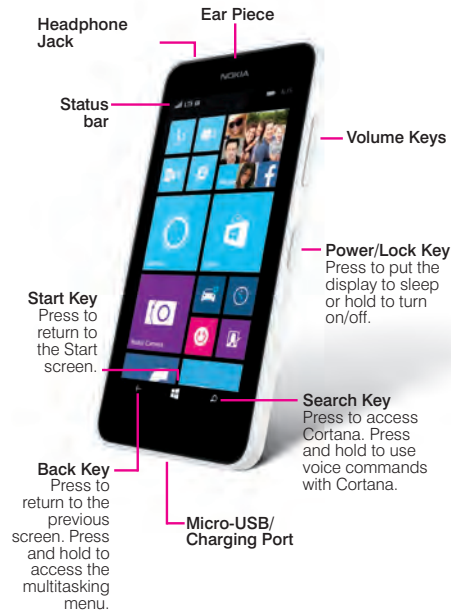 Ear Piece
Headphone
Jack
NOKIA
Status
bar
LTE
Volume Keys
Power/Lock Key
Press to put the
display to sleep
or hold to turn
on/off.
Start Key
Press to
return to
the Start
screen.
Nokia Camera
Search Key
Press to access
Cortana. Press
and hold to use
voice commands
with Cortana.
Back Key
Press to
return to the
previous
screen. Press
and hold to
access the
multitasking
menu.
Micro-USB/
Charging Port